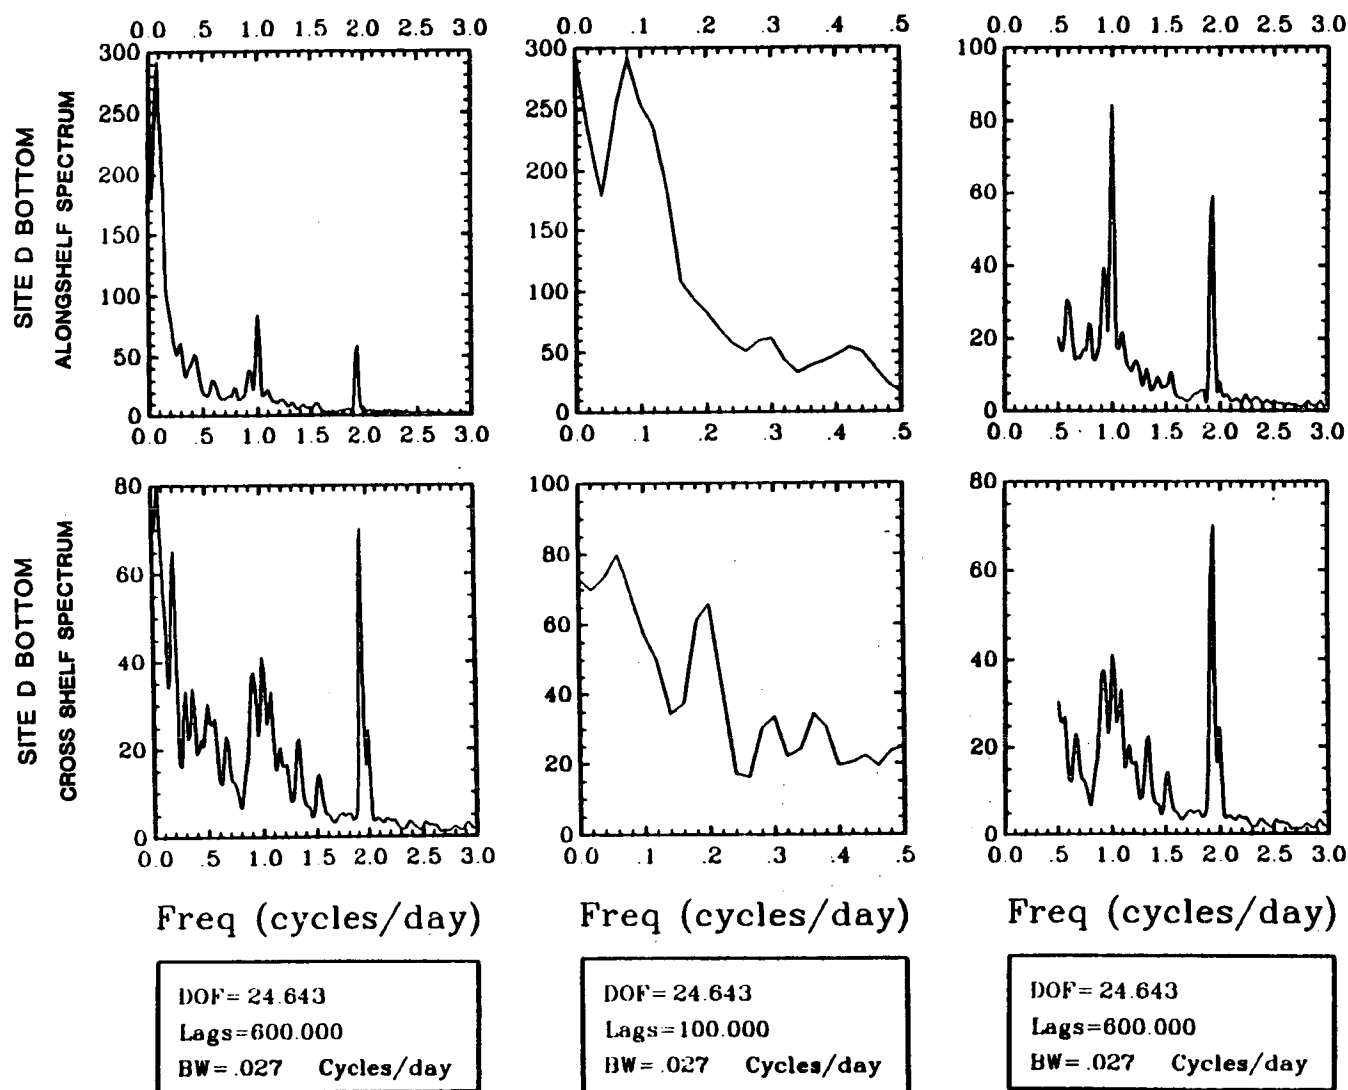 0.0 .5 1.0 1.5 2.0 2.5 3.0
0.0 .1 .2 .3 .4 .5
0.0 .5 1.0 1.5 2.0 2.5 3.0
SITE D BOTTOM
ALONGSHELF SPECTRUM
300
250
200
150
100
50
0
300
250
200
150
100
50
0
100
80
60
40
20
0
0.0 .5 1.0 1.5 2.0 2.5 3.0
0.0 .1 .2 .3 .4 .5
0.0 .5 1.0 1.5 2.0 2.5 3.0
SITE D BOTTOM
CROSS SHELF SPECTRUM
80
60
40
20
0
100
80
60
40
20
0
80
60
40
20
0
0.0 .5 1.0 1.5 2.0 2.5 3.0
0.0 .1 .2 .3 .4 .5
0.0 .5 1.0 1.5 2.0 2.5 3.0
Freq (cycles/day)
Freq (cycles/day)
Freq (cycles/day)
DOF= 24.643
Lags=600.000
BW= .027 Cycles/day
DOF= 24.643
Lags=100.000
BW= .027 Cycles/day
DOF= 24.643
Lags=600.000
BW= .027 Cycles/day